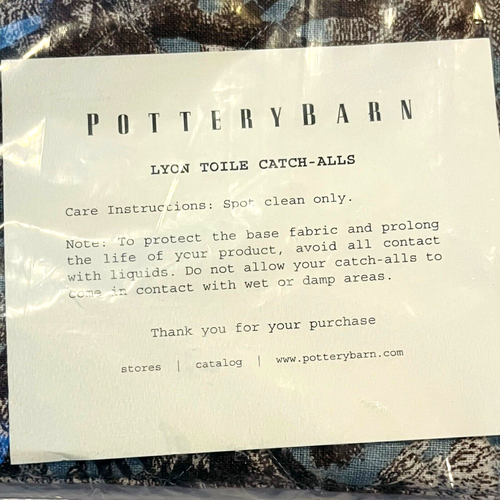 POTTERYBARN
LYON TOILE CATCH-ALLS
Care Instructions: Spot clean only.
Note: To protect the base fabric and prolong
the life of your product, avoid all contact
with liquids. Do not allow your catch-alls to
come in contact with wet or damp areas.
Thank you for your purchase
stores | catalog | www.potterybarn.com